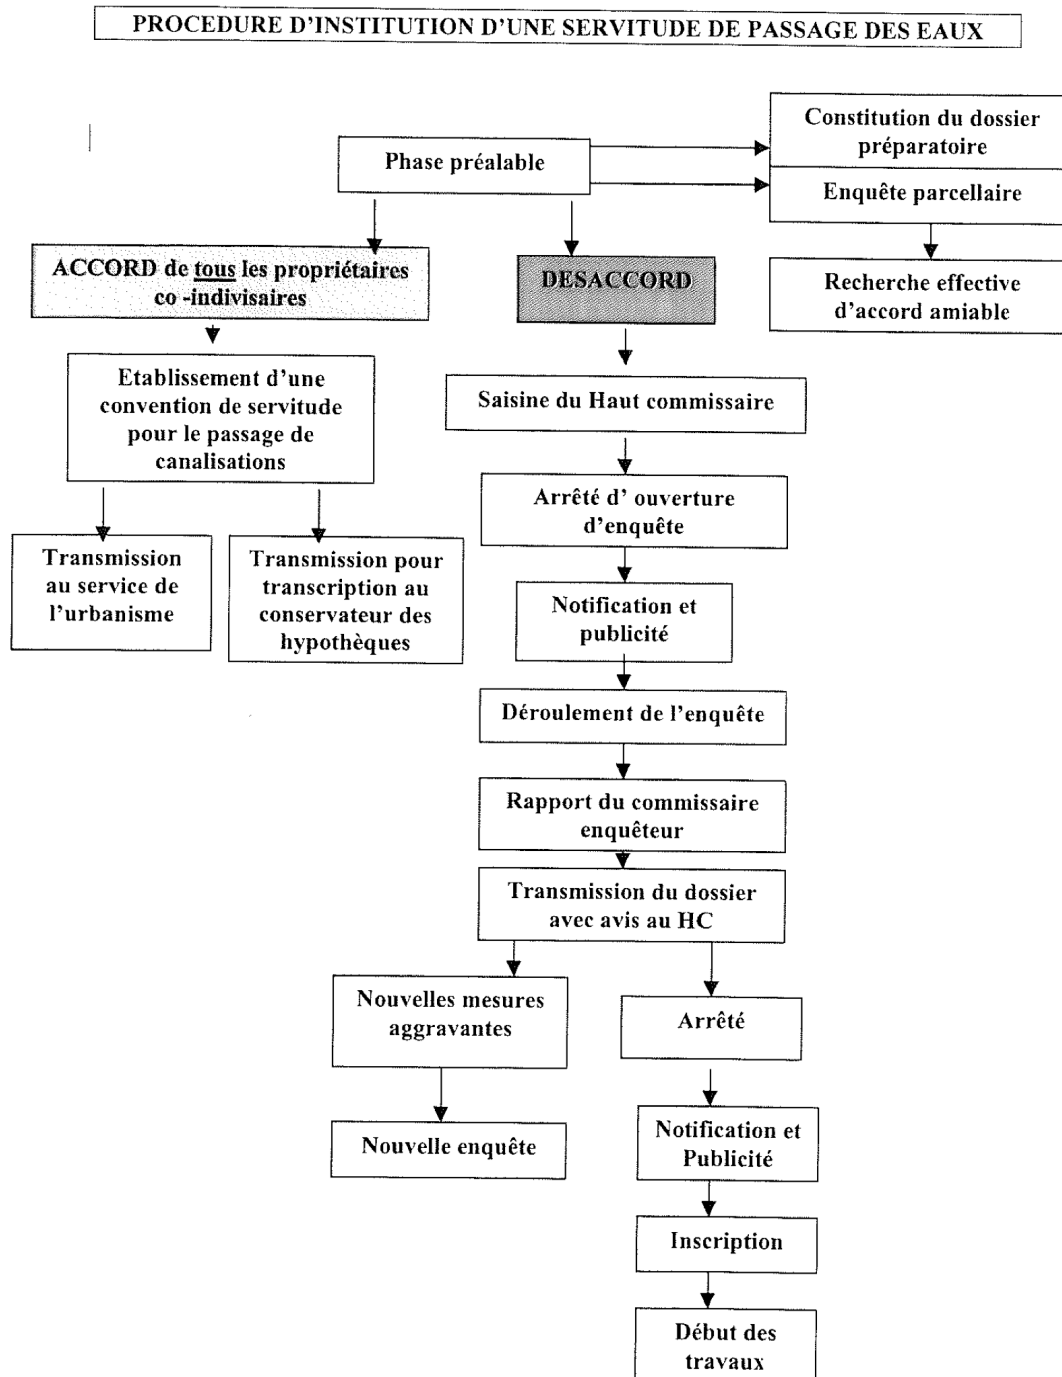 PROCEDURE D'INSTITUTION D'UNE SERVITUDE DE PASSAGE DES EAUX
Constitution du dossier
préparatoire
Phase préalable
Enquête parcellaire
ACCORD de tous les propriétaires
co -indivisaires
DESACCORD
Recherche effective
d'accord amiable
Etablissement d'une
convention de servitude
pour le passage de
canalisations
Saisine du Haut commissaire
Arrêté d' ouverture
d'enquête
Transmission
au service de
l'urbanisme
Transmission pour
transcription au
conservateur des
hypothèques
Notification et
publicité
Déroulement de l'enquête
Rapport du commissaire
enquêteur
Transmission du dossier
avec avis au HC
Nouvelles mesures
aggravantes
Arrêté
Nouvelle enquête
Notification et
Publicité
Inscription
Début des
travaux